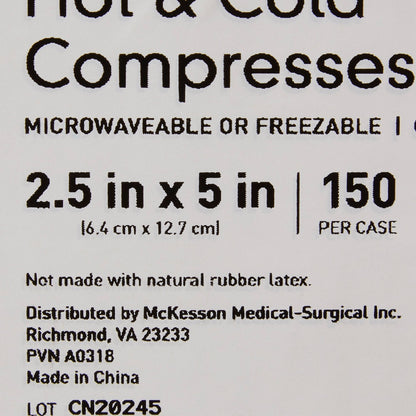 Hot & Cold
Compresses
MICROWAVEABLE OR FREEZABLE |
2.5 in x 5 in | 150
(6.4 cm x 12.7 cm) PER CASE
Not made with natural rubber latex.
Distributed by McKesson Medical-Surgical Inc.
Richmond, VA 23233
PVN A0318
Made in China
LOT CN20245